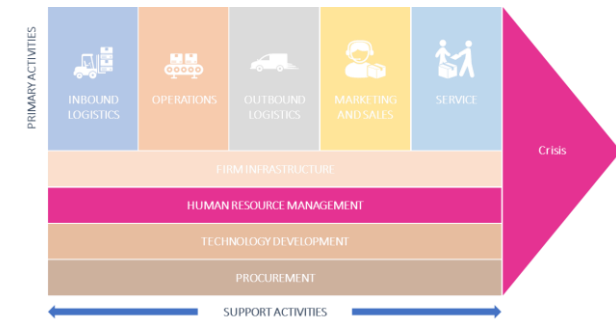 PRIMARY ACTIVITIES
INBOUND
LOGISTICS
OPERATIONS
OUTBOUND
LOGISTICS
MARKETING
AND SALES
SERVICE
Crisis
FIRM INFRASTRUCTURE
HUMAN RESOURCE MANAGEMENT
TECHNOLOGY DEVELOPMENT
PROCUREMENT
SUPPORT ACTIVITIES